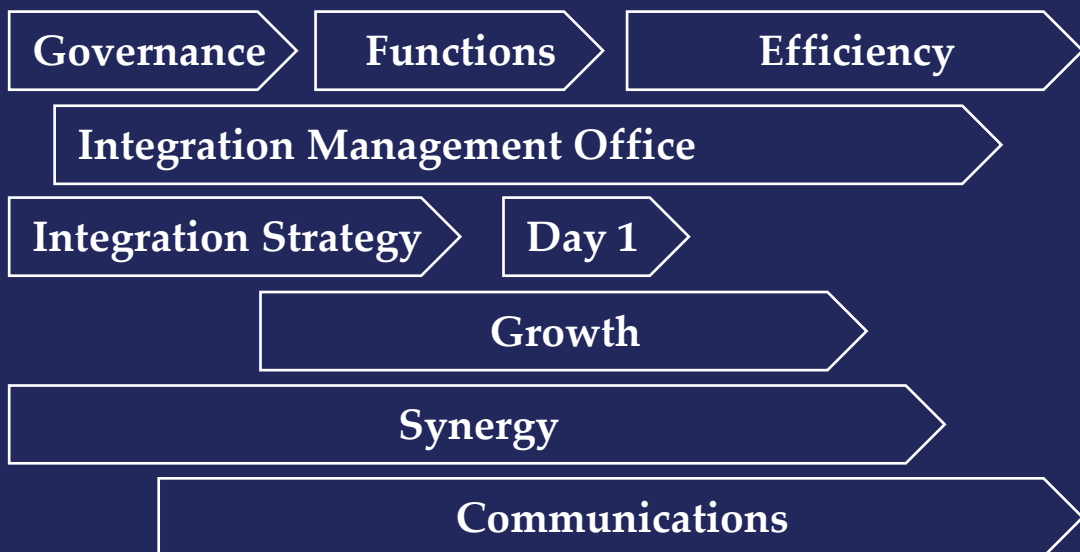 Governance Functions Efficiency
Integration Management Office
Integration Strategy Day 1
Growth
Synergy
Communications